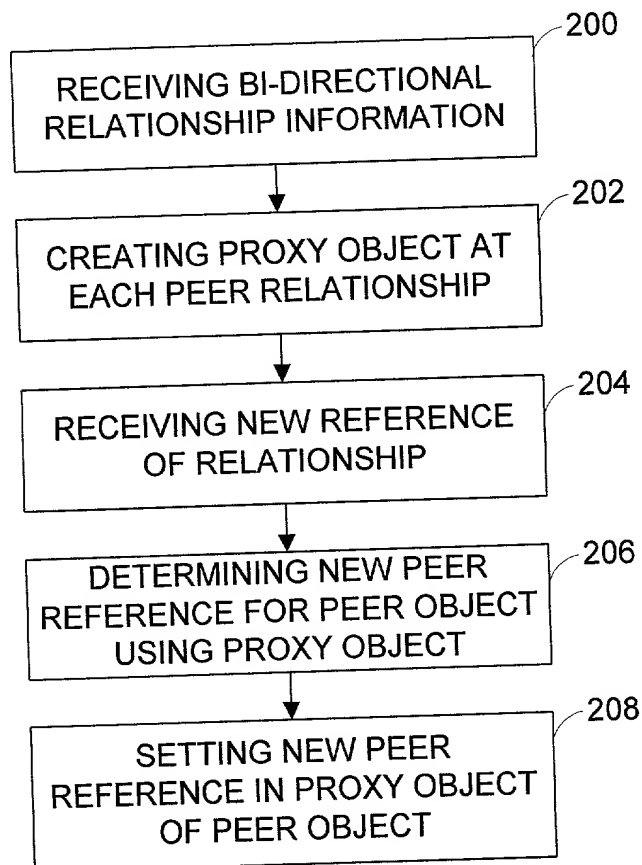 200
RECEIVING BI-DIRECTIONAL
RELATIONSHIP INFORMATION
202
CREATING PROXY OBJECT AT
EACH PEER RELATIONSHIP
204
RECEIVING NEW REFERENCE
OF RELATIONSHIP
206
DETERMINING NEW PEER
REFERENCE FOR PEER OBJECT
USING PROXY OBJECT
208
SETTING NEW PEER
REFERENCE IN PROXY OBJECT
OF PEER OBJECT